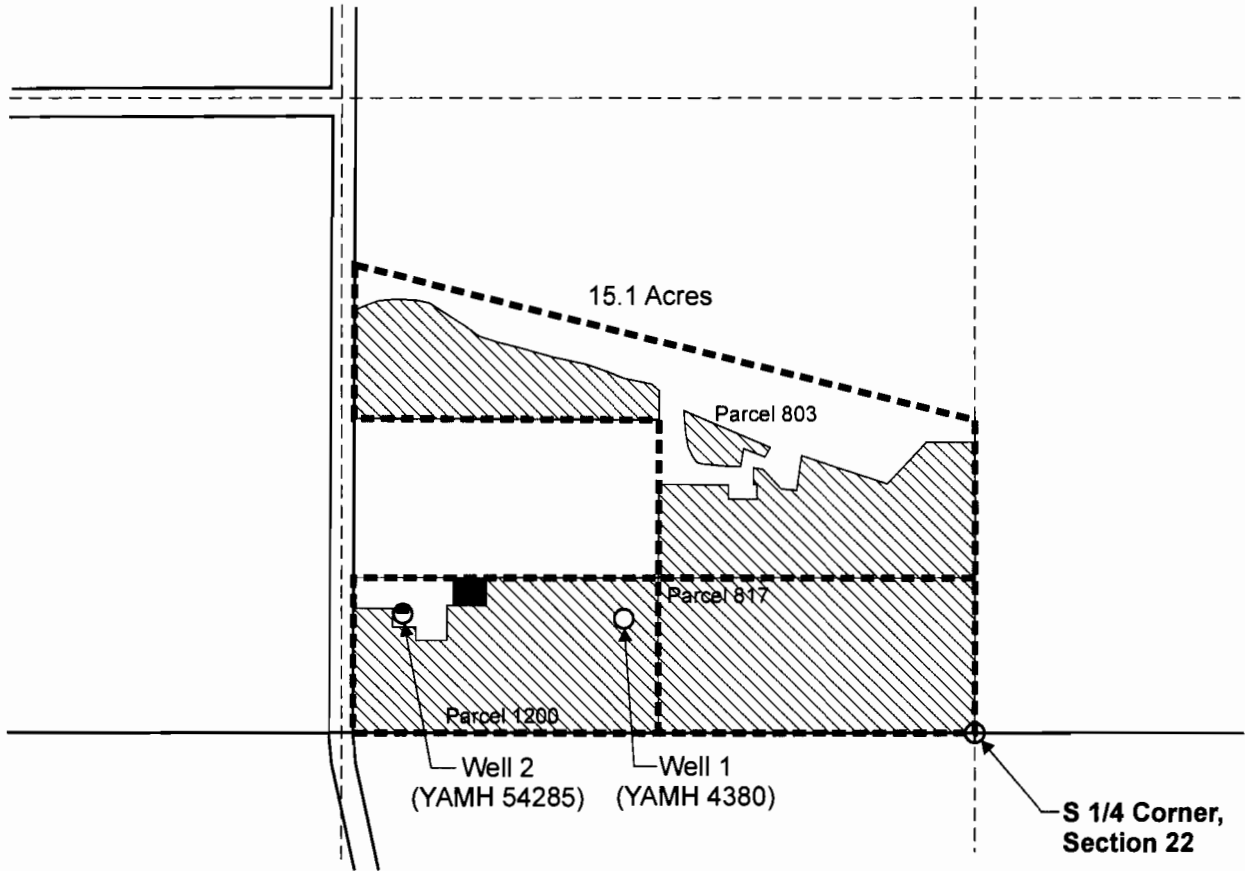 15.1 Acres
Parcel 803
Parcel 817
Parcel 1200
Well 2
(YAMH 54285)
Well 1
(YAMH 4380)
S 1/4 Corner,
Section 22